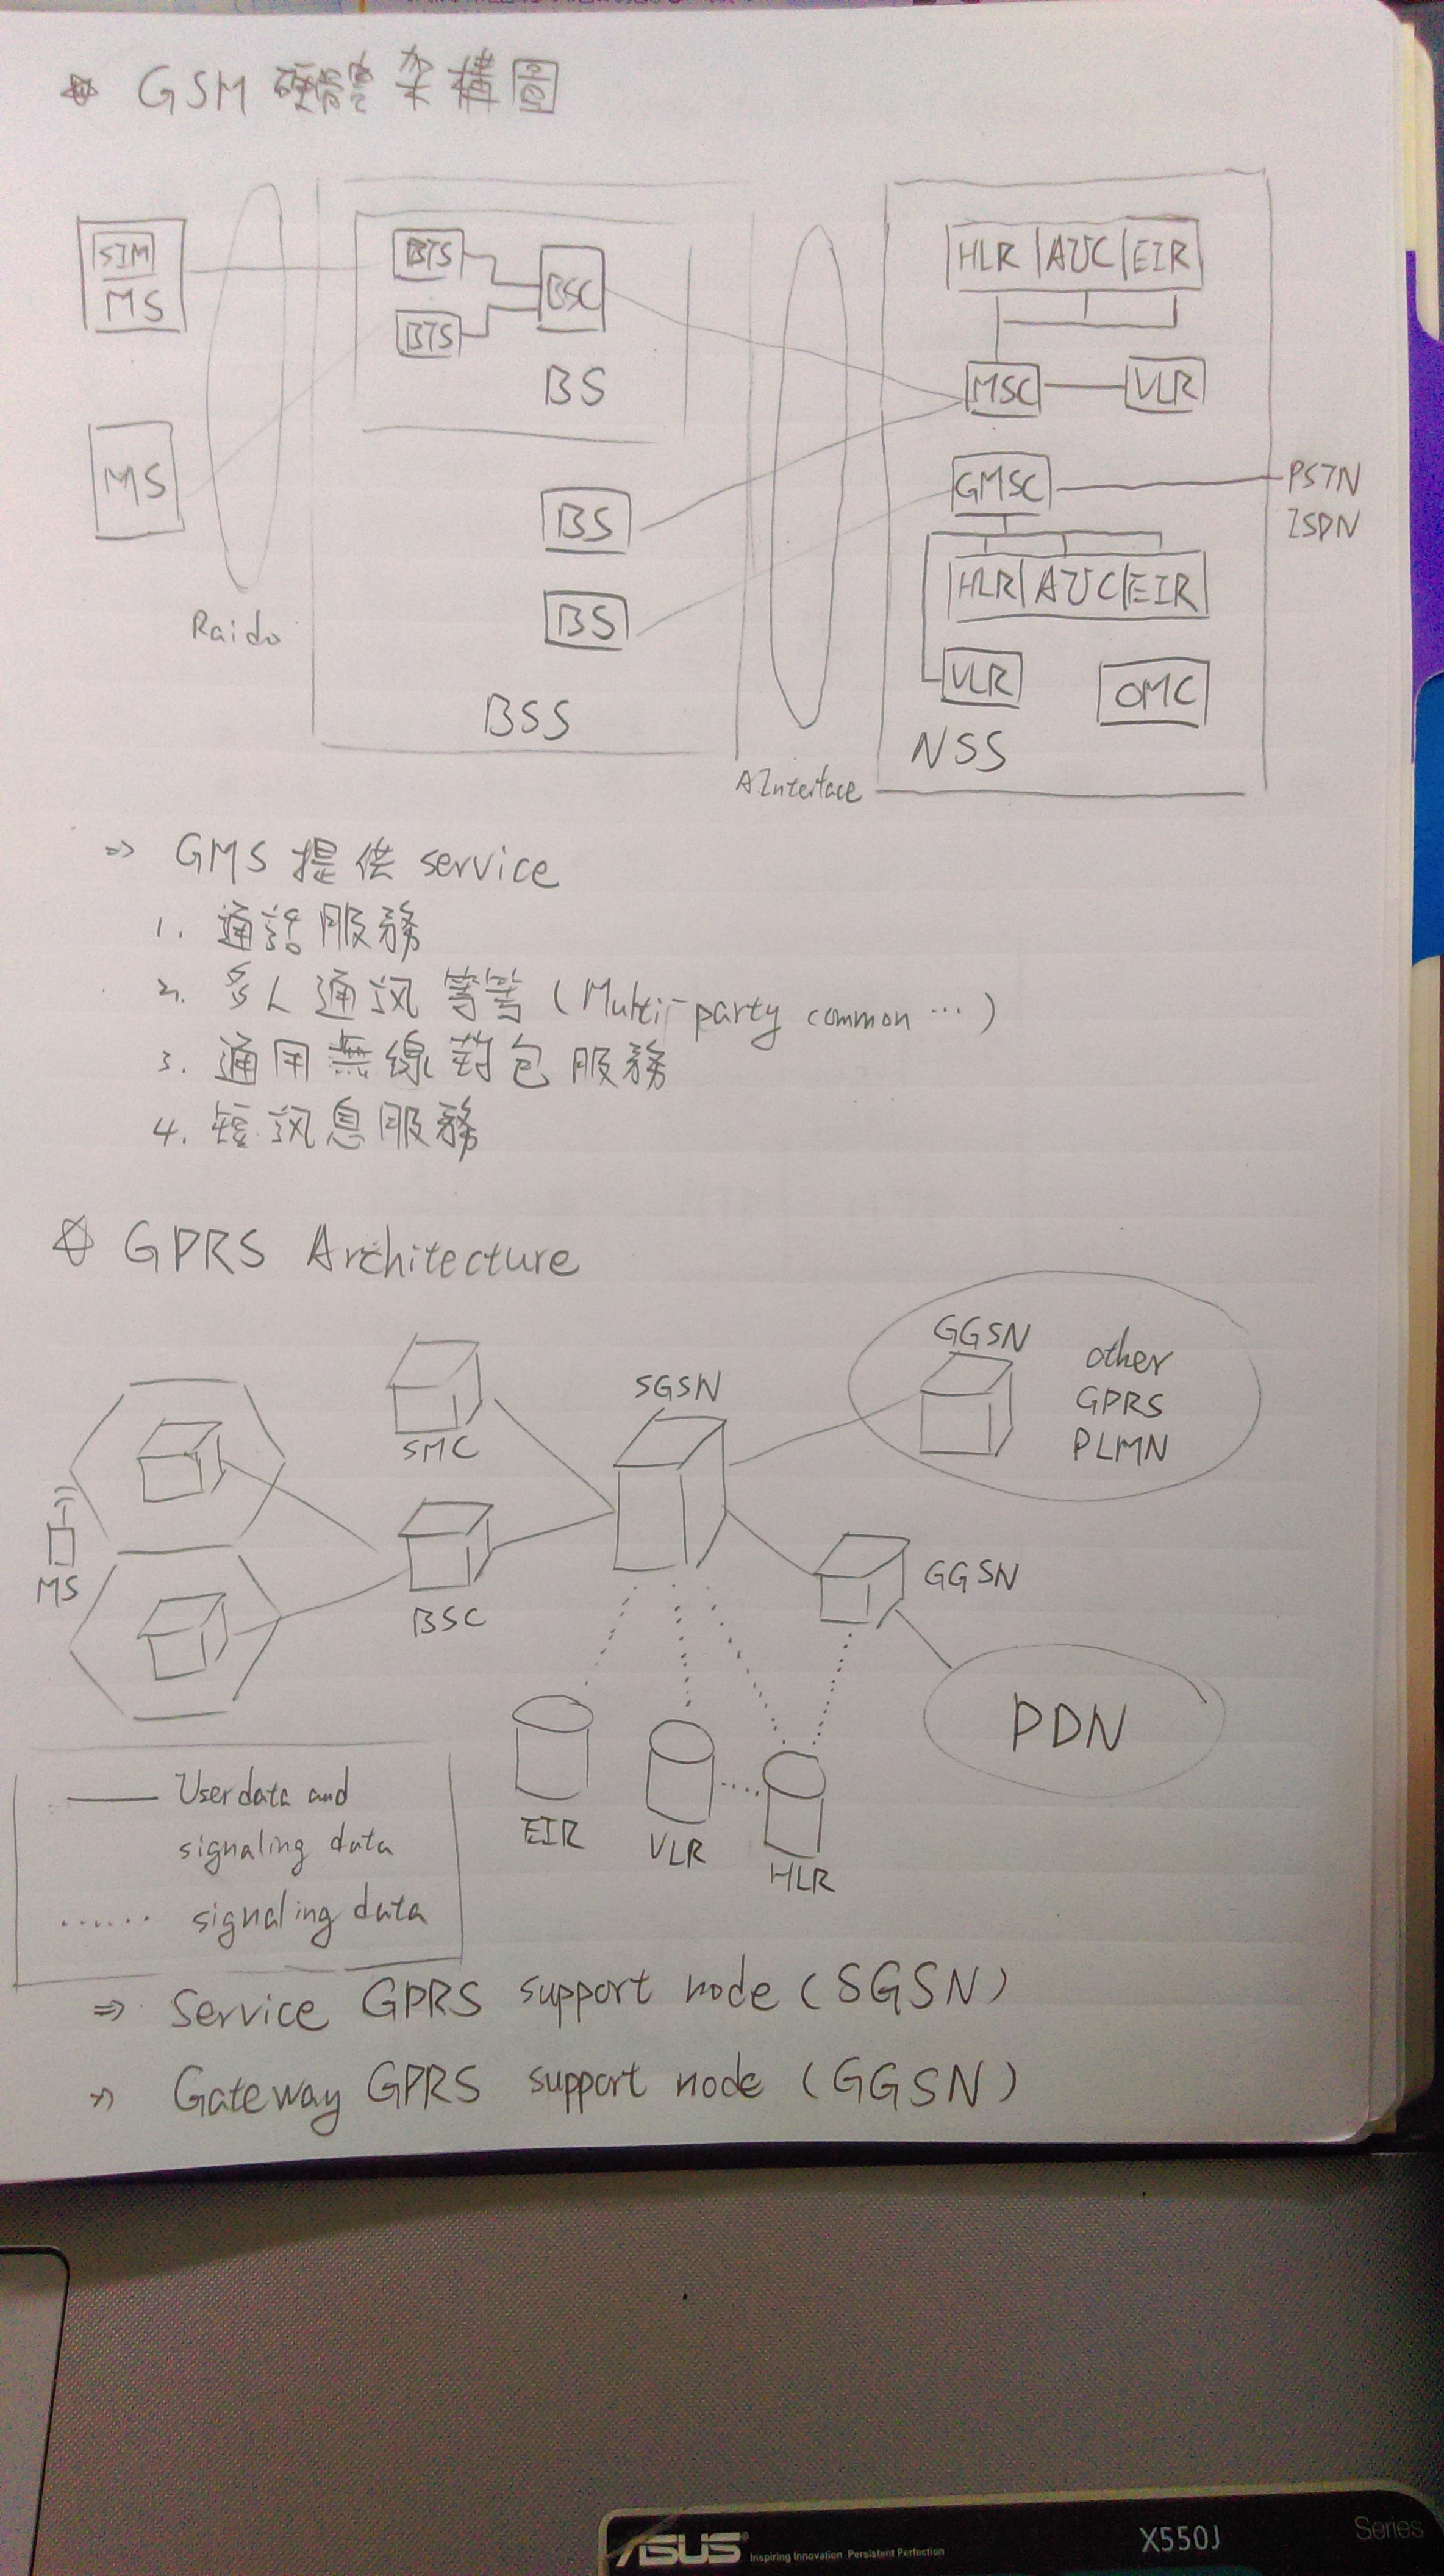 GSM 硬體架構圖
SIM
MS
MS
Raido
BTS
BTS
BSC
BS
BS
BS
BSS
A Interface
HLR AUC EIR
MSC
VLR
GMSC
PSTN
ISDN
HLR AUC EIR
VLR
OMC
NSS
⇒ GMS 提供 service
1. 通話服務
2. 多人通訊等等 (Multi-party common ...)
3. 通用無線封包服務
4. 短訊息服務
GPRS Architecture
MS
SMC
BSC
SGSN
GGSN
other
GPRS
PLMN
GGSN
PDN
EIR
VLR
HLR
User data and
signaling data
signaling data
⇒ Service GPRS support node (SGSN)
⇒ Gateway GPRS support node (GGSN)
ASUS Inspiring Innovation · Persistent Perfection
X550J Series